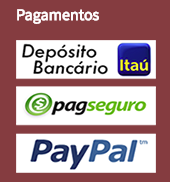 Pagamentos
Depósito
Bancário Itaú
pagseguro
PayPal tm